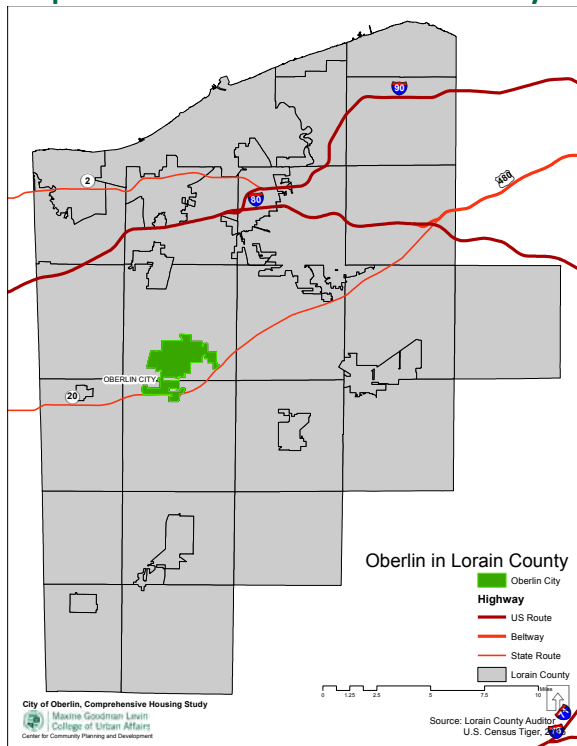 90
2
480
80
OBERLIN CITY
20
Oberlin in Lorain County
Oberlin City
Highway
US Route
Beltway
State Route
Lorain County
0 1.25 2.5 5 7.5 10 Miles
City of Oberlin, Comprehensive Housing Study
Maxine Goodman Levin
College of Urban Affairs
Center for Community Planning and Development
Source: Lorain County Auditor
U.S. Census Tiger,
71